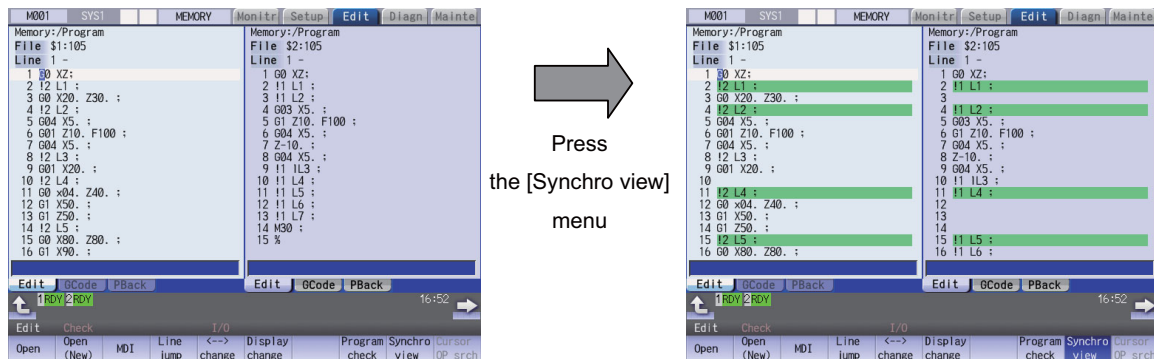 M001 SYS1 MEMORY Monitr Setup Edit Diagn Mainte
Memory:/Program
File $1:105
Line 1 -
1 G0 XZ;
2 !2 L1 ;
3 G0 X20. Z30. ;
4 !2 L2 ;
5 G04 X5. ;
6 G01 Z10. F100 ;
7 G04 X5. ;
8 !2 L3 ;
9 G01 X20. ;
10 !2 L4 ;
11 G0 x04. Z40. ;
12 G1 X50. ;
13 G1 Z50. ;
14 !2 L5 ;
15 G0 X80. Z80. ;
16 G1 X90. ;
Memory:/Program
File $2:105
Line 1 -
1 G0 XZ;
2 !1 L1 ;
3 !1 L2 ;
4 G03 X5. ;
5 G1 Z10. F100 ;
6 G04 X5. ;
7 Z-10. ;
8 G04 X5. ;
9 !1 IL3 ;
10 !1 L4 ;
11 !1 L5 ;
12 !1 L6 ;
13 !1 L7 ;
14 M30 ;
15 %
Edit GCode PBack
Edit GCode PBack
1RDY 2RDY 16:52
Edit Check I/O
Open Open (New) MDI Line jump <--> change Display change Program check Synchro view Cursor OP srch
Press
the [Synchro view]
menu
M001 SYS1 MEMORY Monitr Setup Edit Diagn Mainte
Memory:/Program
File $1:105
Line 1 -
1 G0 XZ;
2 !2 L1 ;
3 G0 X20. Z30. ;
4 !2 L2 ;
5 G04 X5. ;
6 G01 Z10. F100 ;
7 G04 X5. ;
8 !2 L3 ;
9 G01 X20. ;
10
11 !2 L4 ;
12 G0 x04. Z40. ;
13 G1 X50. ;
14 G1 Z50. ;
15 !2 L5 ;
16 G0 X80. Z80. ;
Memory:/Program
File $2:105
Line 1 -
1 G0 XZ;
2 !1 L1 ;
3
4 !1 L2 ;
5 G03 X5. ;
6 G1 Z10. F100 ;
7 G04 X5. ;
8 Z-10. ;
9 G04 X5. ;
10 !1 IL3 ;
11 !1 L4 ;
12
13
14
15 !1 L5 ;
16 !1 L6 ;
Edit GCode PBack
Edit GCode PBack
1RDY 2RDY 16:52
Edit Check I/O
Open Open (New) MDI Line jump <--> change Display change Program check Synchro view Cursor OP srch